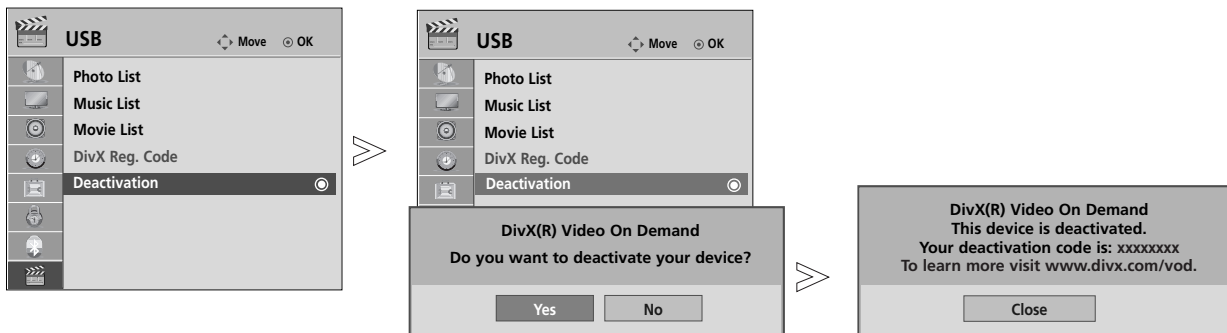 USB
Move OK
Photo List
Music List
Movie List
DivX Reg. Code
Deactivation
USB
Move OK
Photo List
Music List
Movie List
DivX Reg. Code
Deactivation
DivX(R) Video On Demand
Do you want to deactivate your device?
Yes No
DivX(R) Video On Demand
This device is deactivated.
Your deactivation code is: xxxxxxxx
To learn more visit www.divx.com/vod.
Close